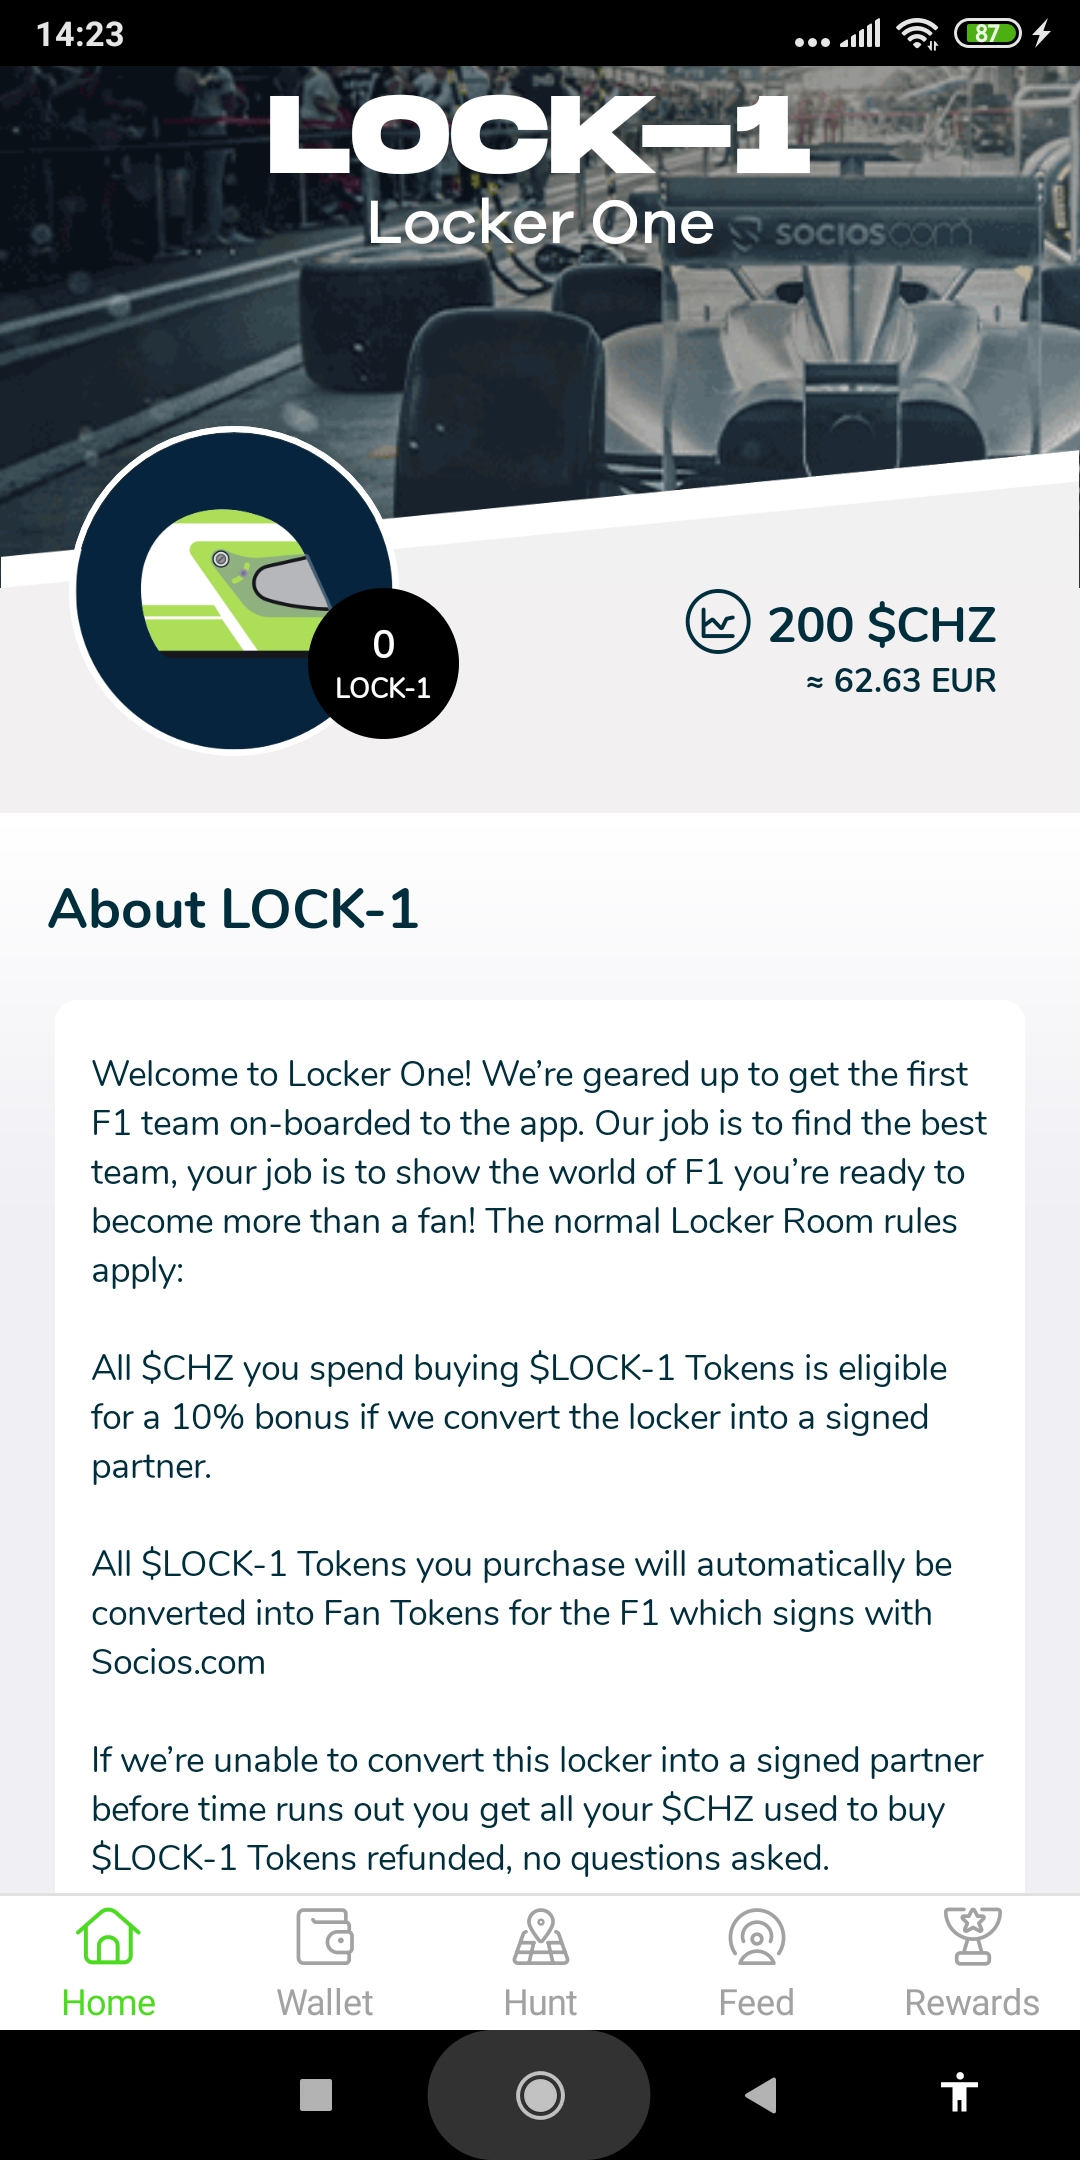 14:23
87
LOCK-1
Locker One
socios.com
0
LOCK-1
200 $CHZ
≈ 62.63 EUR
About LOCK-1
Welcome to Locker One! We’re geared up to get the first
F1 team on-boarded to the app. Our job is to find the best
team, your job is to show the world of F1 you’re ready to
become more than a fan! The normal Locker Room rules
apply:
All $CHZ you spend buying $LOCK-1 Tokens is eligible
for a 10% bonus if we convert the locker into a signed
partner.
All $LOCK-1 Tokens you purchase will automatically be
converted into Fan Tokens for the F1 which signs with
Socios.com
If we’re unable to convert this locker into a signed partner
before time runs out you get all your $CHZ used to buy
$LOCK-1 Tokens refunded, no questions asked.
Home
Wallet
Hunt
Feed
Rewards